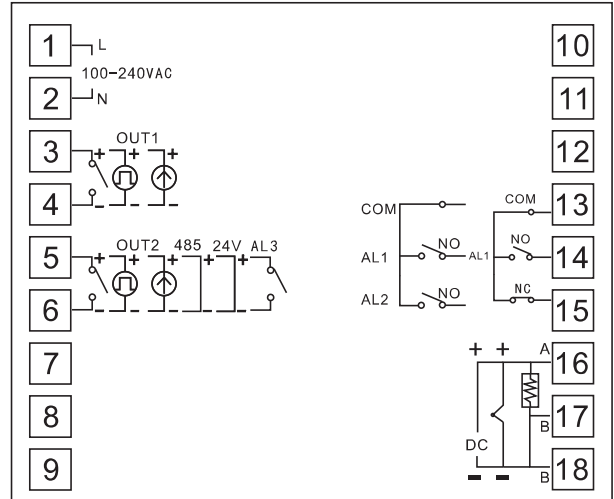 1 L 10
100-240VAC
2 N 11
3 + OUT1 + + 12
4 - - - COM COM 13
5 + OUT2 + + 485 + 24V + AL3 AL1 NO AL1 NO 14
6 - - - - - AL2 NO NC 15
7 + + A 16
8 B 17
DC
9 - - B 18